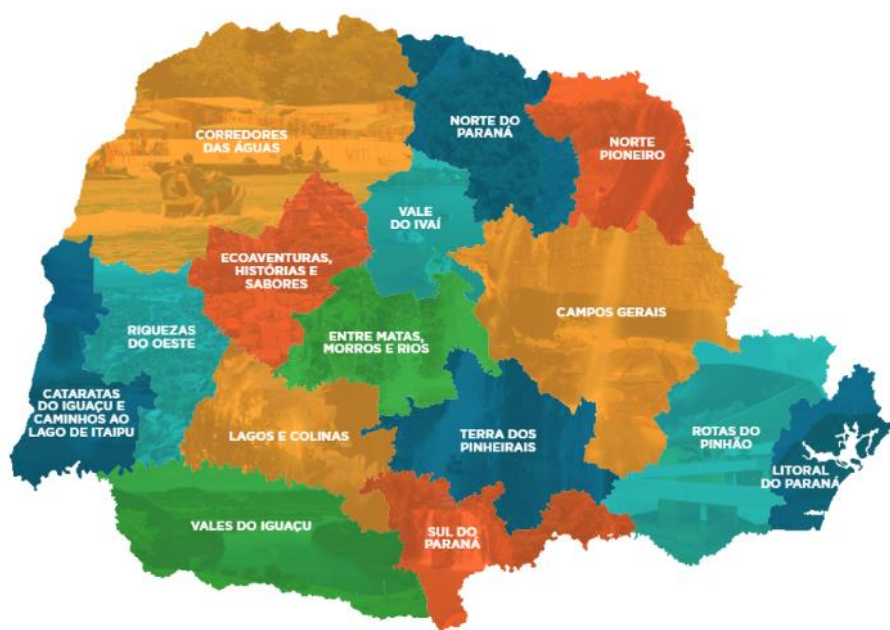 CORREDORES
DAS ÁGUAS
NORTE DO
PARANÁ
NORTE
PIONEIRO
VALE
DO IVAÍ
ECOAVENTURAS,
HISTÓRIAS E
SABORES
CAMPOS GERAIS
RIQUEZAS
DO OESTE
ENTRE MATAS,
MORROS E RIOS
CATARATAS
DO IGUAÇU E
CAMINHOS AO
LAGO DE ITAIPU
LAGOS E COLINAS
TERRA DOS
PINHEIRAIS
ROTAS DO
PINHÃO
LITORAL
DO PARANÁ
VALES DO IGUAÇU
SUL DO
PARANÁ